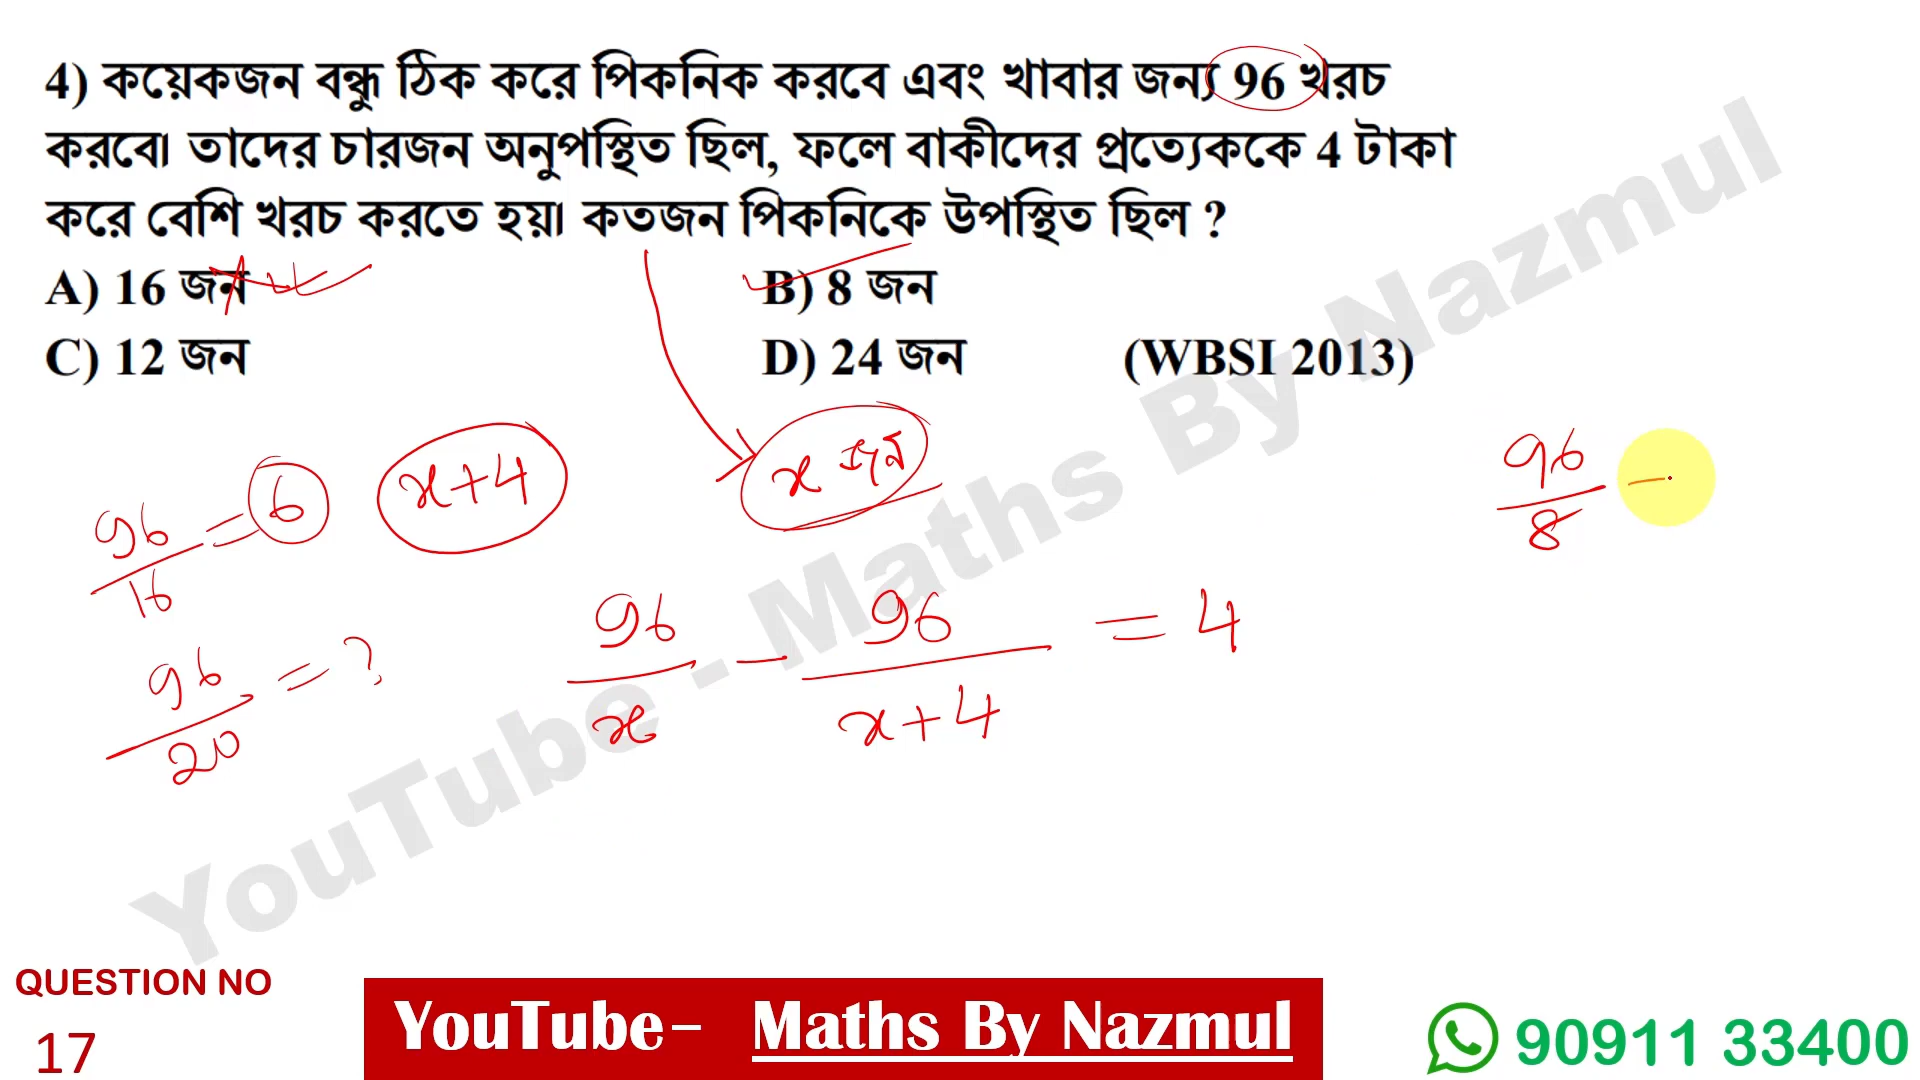 4) কয়েকজন বন্ধু ঠিক করে পিকনিক করবে এবং খাবার জন্য 96 খরচ
করবে। তাদের চারজন অনুপস্থিত ছিল, ফলে বাকীদের প্রত্যেককে 4 টাকা
করে বেশি খরচ করতে হয়। কতজন পিকনিকে উপস্থিত ছিল ?
A) 16 জন B) 8 জন
C) 12 জন D) 24 জন (WBSI 2013)
96/16 = 6 x+4 x জন 96/8 -
96/20 = ? 96/x - 96/x+4 = 4
YouTube - Maths By Nazmul
QUESTION NO
17
YouTube- Maths By Nazmul
90911 33400